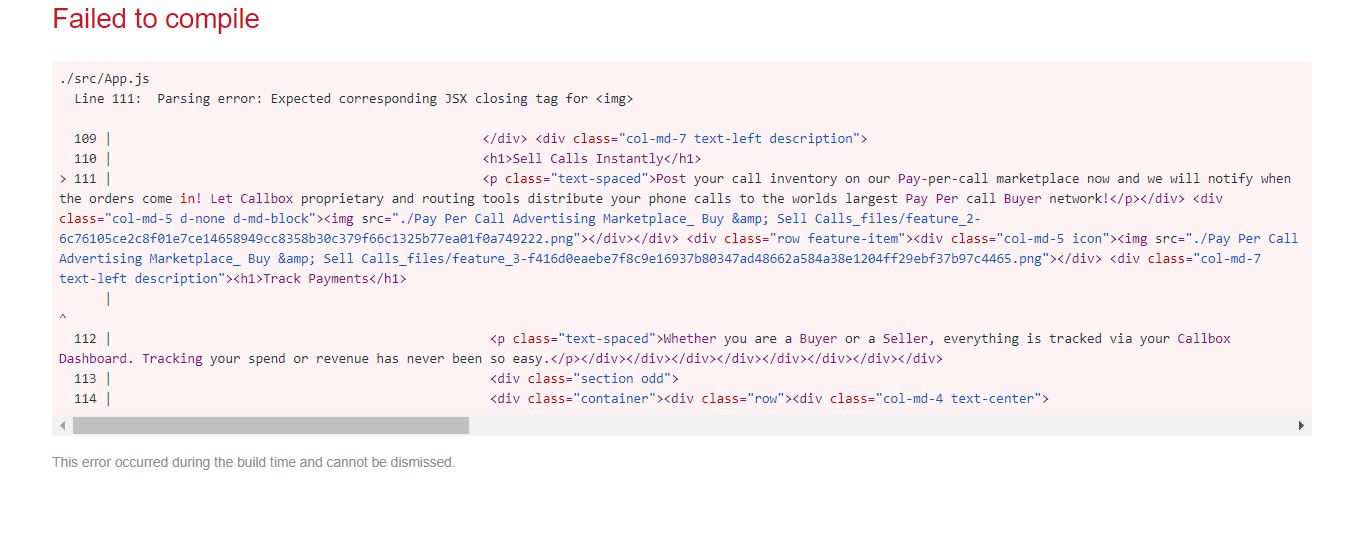 Failed to compile
./src/App.js
Line 111:  Parsing error: Expected corresponding JSX closing tag for <img>
109 | </div> <div class="col-md-7 text-left description">
110 | <h1>Sell Calls Instantly</h1>
> 111 | <p class="text-spaced">Post your call inventory on our Pay-per-call marketplace now and we will notify when
the orders come in! Let Callbox proprietary and routing tools distribute your phone calls to the worlds largest Pay Per call Buyer network!</p></div> <div
class="col-md-5 d-none d-md-block"><img src="./Pay Per Call Advertising Marketplace_ Buy &amp; Sell Calls_files/feature_2-
6c76105ce2c8f01e7ce14658949cc8358b30c379f66c1325b77ea01f0a749222.png"></div></div> <div class="row feature-item"><div class="col-md-5 icon"><img src="./Pay Per Call
Advertising Marketplace_ Buy &amp; Sell Calls_files/feature_3-f416d0eaebe7f8c9e16937b80347ad48662a584a38e1204ff29ebf37b97c4465.png"></div> <div class="col-md-7
text-left description"><h1>Track Payments</h1>
|
^
112 | <p class="text-spaced">Whether you are a Buyer or a Seller, everything is tracked via your Callbox
Dashboard. Tracking your spend or revenue has never been so easy.</p></div></div></div></div></div></div></div>
113 | <div class="section odd">
114 | <div class="container"><div class="row"><div class="col-md-4 text-center">
This error occurred during the build time and cannot be dismissed.